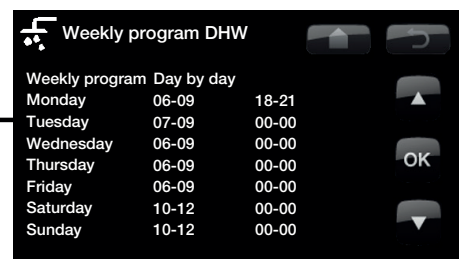 Weekly program DHW
Weekly program Day by day
Monday 06-09 18-21
Tuesday 07-09 00-00
Wednesday 06-09 00-00
Thursday 06-09 00-00
OK
Friday 06-09 00-00
Saturday 10-12 00-00
Sunday 10-12 00-00